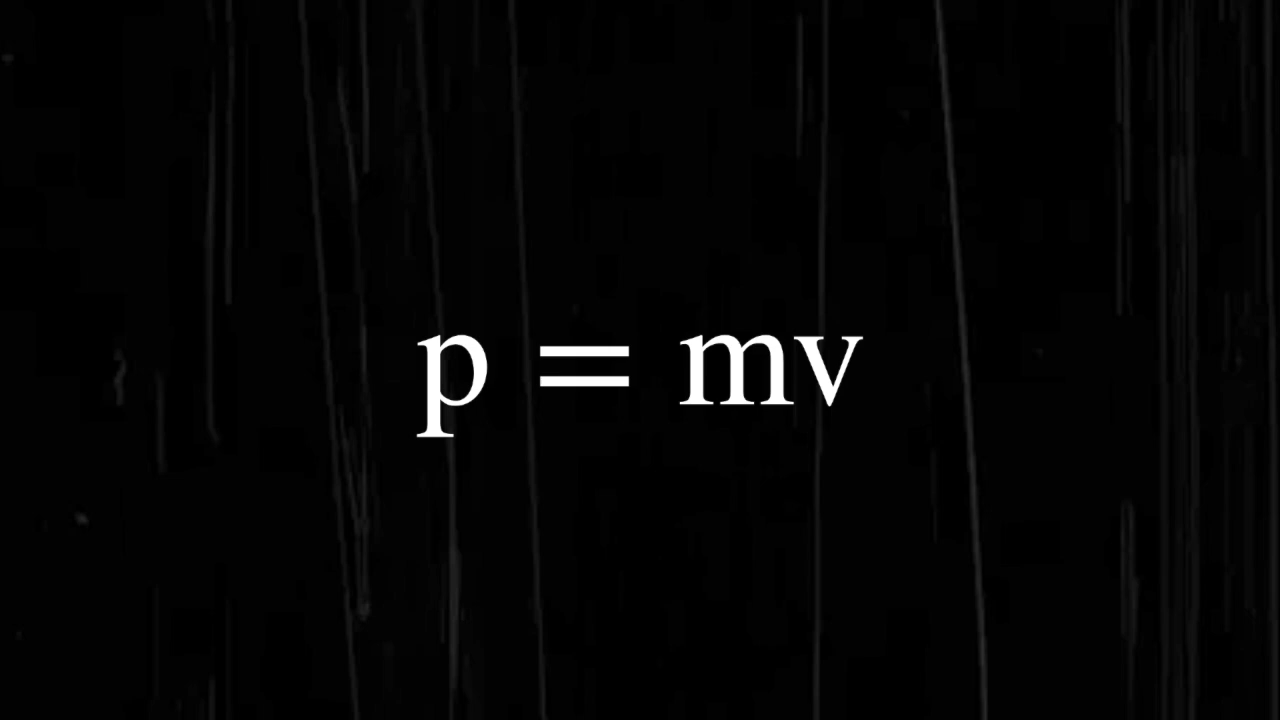 p = mv